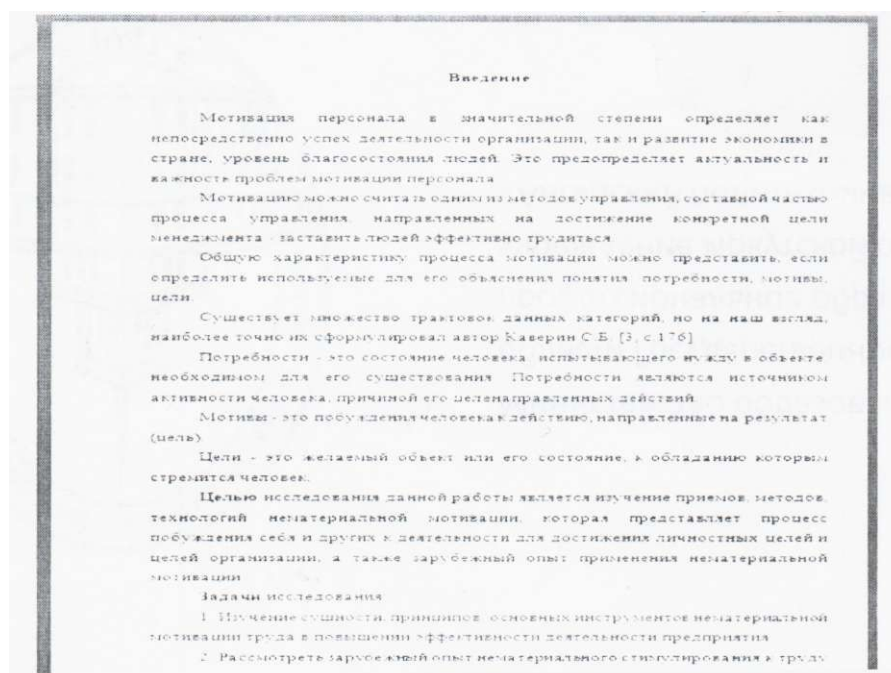 Введение
Мотивация персонала в значительной степени определяет как
непосредственно успех деятельности организации, так и развитие экономики в
стране, уровень благосостояния людей. Это предопределяет актуальность и
важность проблем мотивации персонала
Мотивацию можно считать одним из методов управления, составной частью
процесса управления, направленных на достижение конкретной цели
менеджмента заставить людей эффективно трудиться
Общую характеристику процесса мотивации можно представить, если
определить используемые для его объяснения понятия потребности, мотивы,
цели.
Существует множество трактовок данных категорий, но на наш взгляд,
наиболее точно их сформулировал автор Каверин С.Б. [3, с. 176]
Потребности - это состояние человека, испытывающего нужду в объекте
необходимом для его существования Потребности являются источником
активности человека, причиной его целенаправленных действий.
Мотивы - это побуждения человека к действию, направленные на результат
(цель).
Цели - это желаемый объект или его состояние, к обладанию которым
стремится человек.
Целью исследования данной работы является изучение приемов, методов,
технологий нематериальной мотивации, которая представляет процесс
побуждения себя и других к деятельности для достижения личностных целей и
целей организации, а также зарубежный опыт применения нематериальной
мотивации
Задачи исследования
1. Изучение сущности, принципов, основных инструментов нематериальной
мотивации труда в повышении эффективности деятельности предприятия
2. Рассмотреть зарубежный опыт нематериального стимулирования к труду